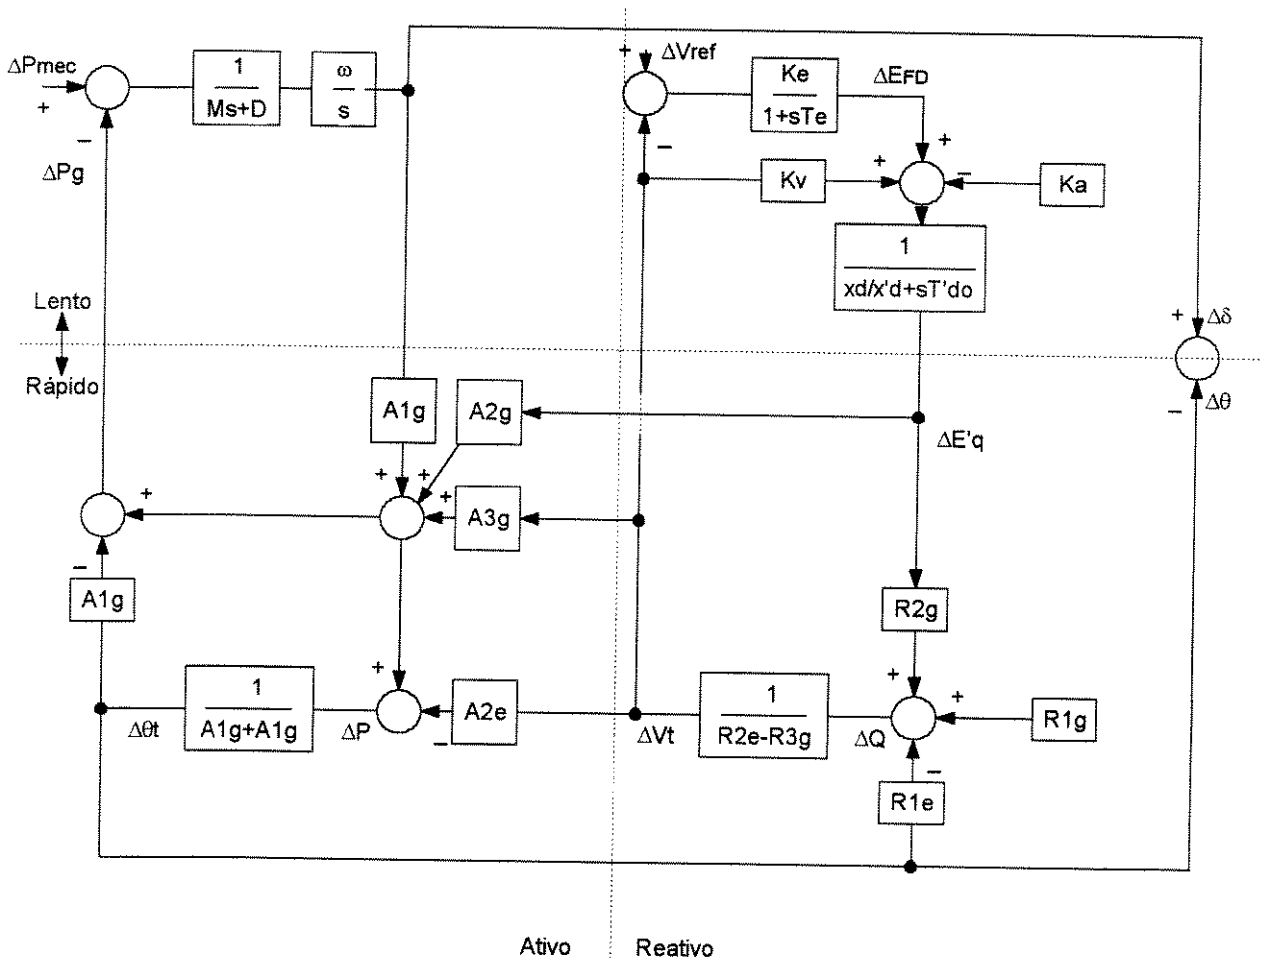 ΔPmec
+
−
ΔPg
1
Ms+D
ω
s
+
ΔVref
−
Ke
1+sTe
ΔEFD
+
+
−
Kv
Ka
1
xd/x'd+sT'do
Lento
Rápido
+
Δδ
Δθ
−
A1g
A2g
ΔE'q
+
+
+
+
A3g
−
A1g
R2g
+
+
1
A1g+A1g
Δθt
ΔP
−
A2e
ΔVt
1
R2e-R3g
ΔQ
+
R1g
−
R1e
Ativo
Reativo